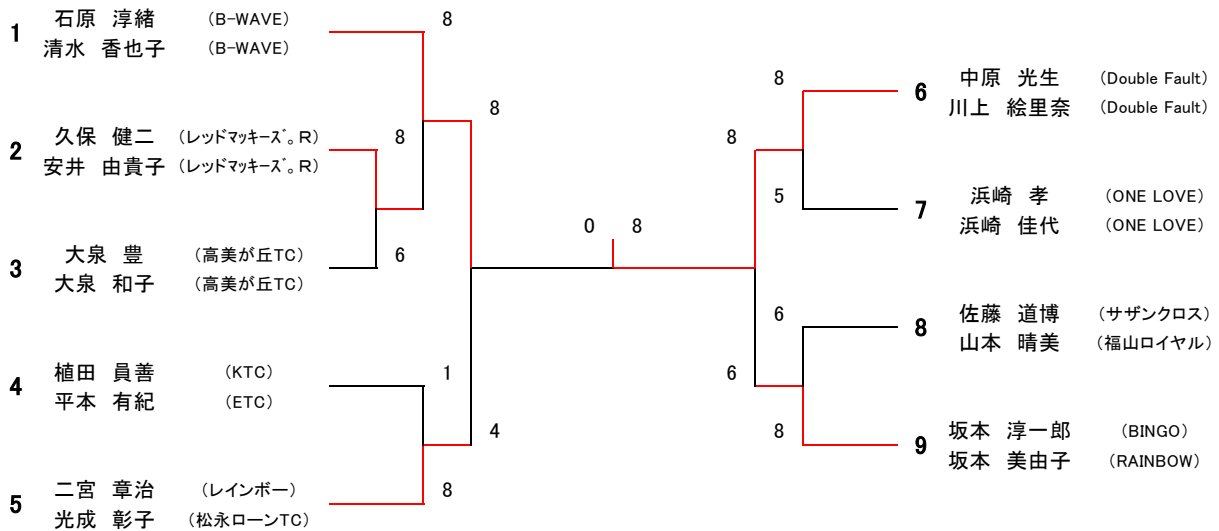 1 石原 淳緒 (B-WAVE) 8
清水 香也子 (B-WAVE)
8
2 久保 健二 (レッドマッキーズ。R) 8
安井 由貴子 (レッドマッキーズ。R)
3 大泉 豊 (高美が丘TC) 6
大泉 和子 (高美が丘TC)
4 植田 員善 (KTC) 1
平本 有紀 (ETC)
4
5 二宮 章治 (レインボー) 8
光成 彰子 (松永ローンTC)
0 8
8 6 中原 光生 (Double Fault)
川上 絵里奈 (Double Fault)
8
5 7 浜崎 孝 (ONE LOVE)
浜崎 佳代 (ONE LOVE)
6 8 佐藤 道博 (サザンクロス)
山本 晴美 (福山ロイヤル)
6
8 9 坂本 淳一郎 (BINGO)
坂本 美由子 (RAINBOW)